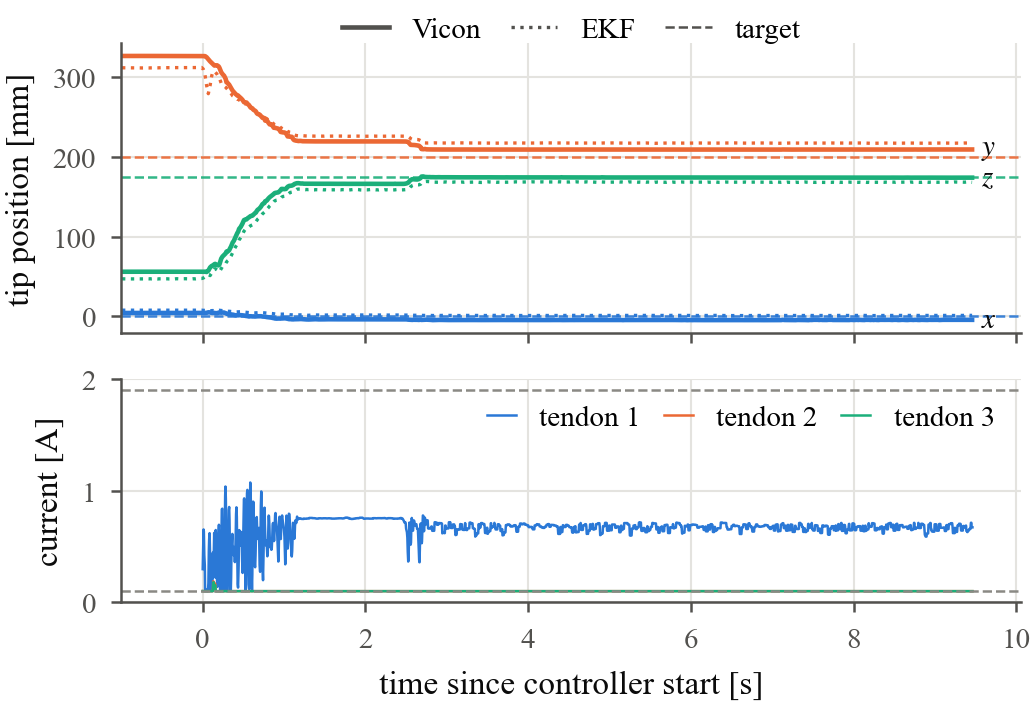 Vicon EKF target
tip position [mm]
300
200
100
0
y
z
x
current [A]
2
1
0
tendon 1 tendon 2 tendon 3
0 2 4 6 8 10
time since controller start [s]